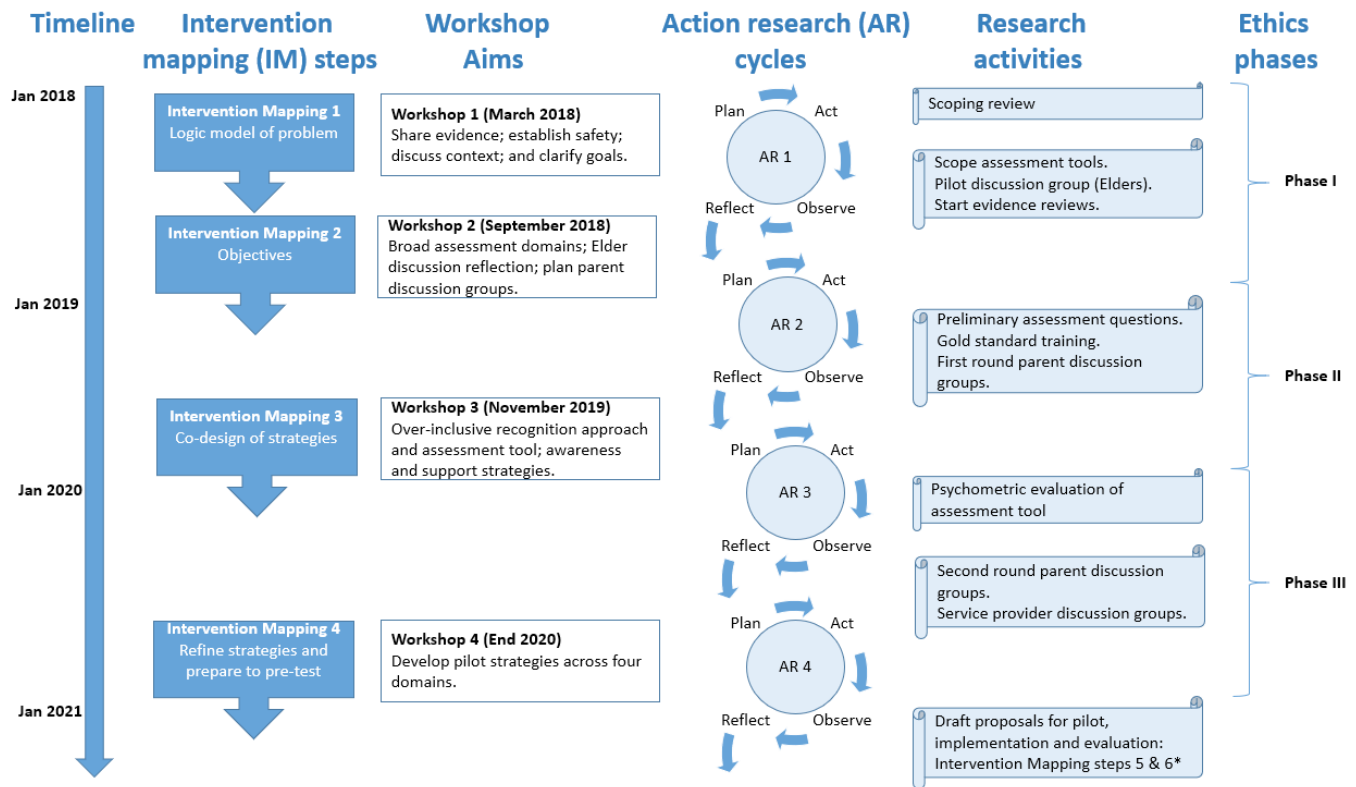 Timeline
Intervention
mapping (IM) steps
Workshop
Aims
Action research (AR)
cycles
Research
activities
Ethics
phases
Jan 2018
Jan 2019
Jan 2020
Jan 2021
Intervention Mapping 1
Logic model of problem
Intervention Mapping 2
Objectives
Intervention Mapping 3
Co-design of strategies
Intervention Mapping 4
Refine strategies and
prepare to pre-test
Workshop 1 (March 2018)
Share evidence; establish safety;
discuss context; and clarify goals.
Workshop 2 (September 2018)
Broad assessment domains; Elder
discussion reflection; plan parent
discussion groups.
Workshop 3 (November 2019)
Over-inclusive recognition approach
and assessment tool; awareness
and support strategies.
Workshop 4 (End 2020)
Develop pilot strategies across four
domains.
Plan
Act
AR 1
Reflect
Observe
Plan
Act
AR 2
Reflect
Observe
Plan
Act
AR 3
Reflect
Observe
Plan
Act
AR 4
Reflect
Observe
Scoping review
Scope assessment tools.
Pilot discussion group (Elders).
Start evidence reviews.
Preliminary assessment questions.
Gold standard training.
First round parent discussion
groups.
Psychometric evaluation of
assessment tool
Second round parent discussion
groups.
Service provider discussion groups.
Draft proposals for pilot,
implementation and evaluation:
Intervention Mapping steps 5 & 6*
Phase I
Phase II
Phase III